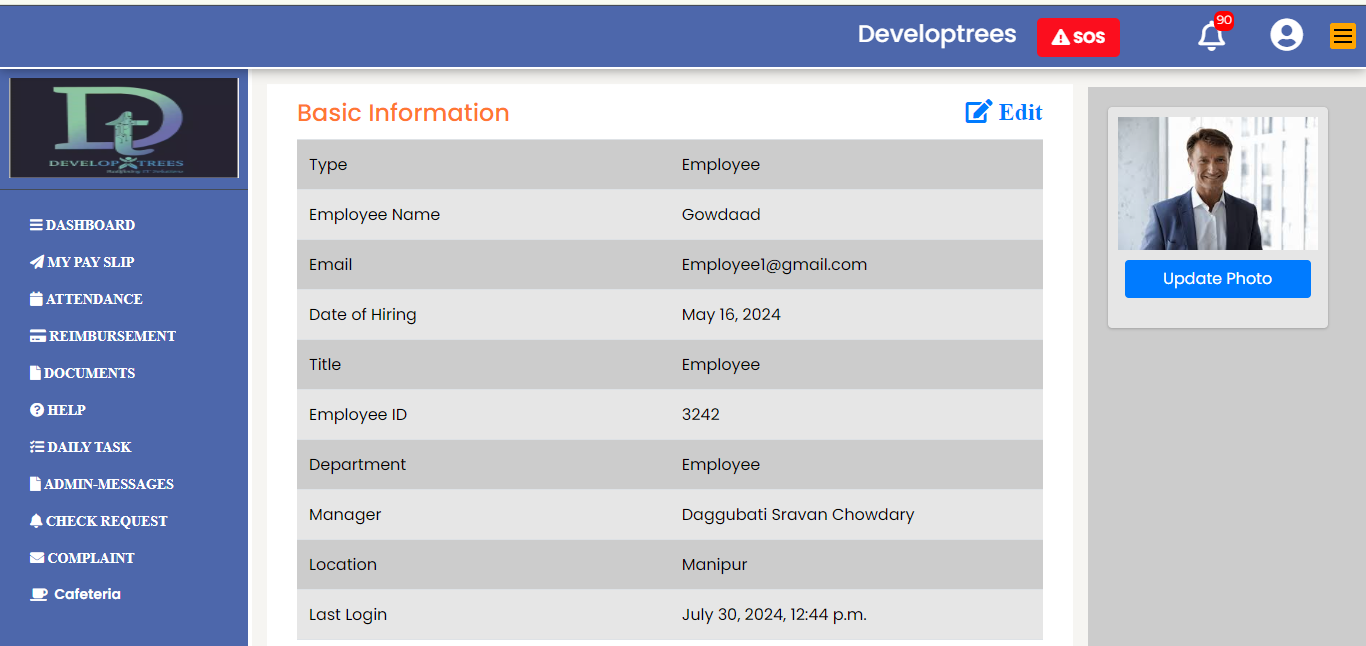 Developtrees
SOS
90
DEVELOP TREES
DASHBOARD
MY PAY SLIP
ATTENDANCE
REIMBURSEMENT
DOCUMENTS
HELP
DAILY TASK
ADMIN-MESSAGES
CHECK REQUEST
COMPLAINT
Cafeteria
Basic Information
Edit
Type Employee
Employee Name Gowdaad
Email Employee1@gmail.com
Date of Hiring May 16, 2024
Title Employee
Employee ID 3242
Department Employee
Manager Daggubati Sravan Chowdary
Location Manipur
Last Login July 30, 2024, 12:44 p.m.
Update Photo